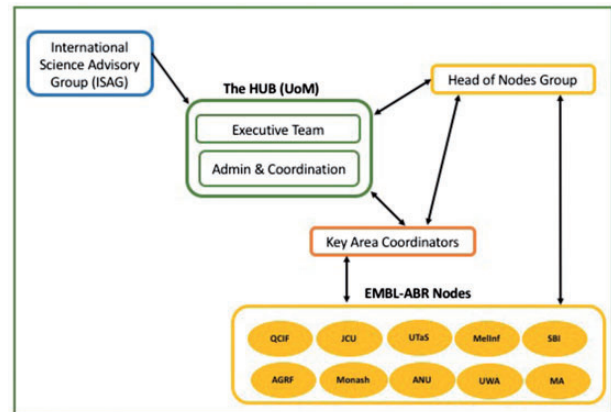 International
Science Advisory
Group (ISAG)
The HUB (UoM)
Executive Team
Admin & Coordination
Head of Nodes Group
Key Area Coordinators
EMBL-ABR Nodes
QCIF JCU UTaS MelInf SBI
AGRF Monash ANU UWA MA